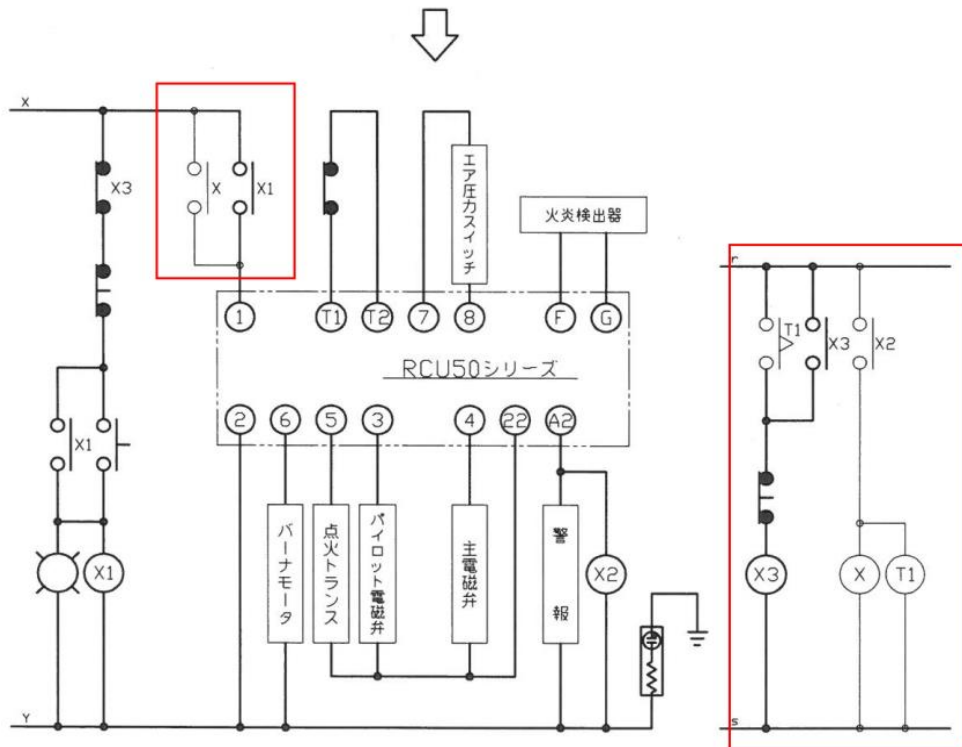 X
X3
X
X1
エア圧力スイッチ
火炎検出器
1
T1
T2
7
8
F
G
RCU50シリーズ
2
6
5
3
4
22
A2
X1
X1
バーナモータ
点火トランス
パイロット電磁弁
主電磁弁
警報
X2
Y
r
T1
X3
X2
X3
X
T1
s